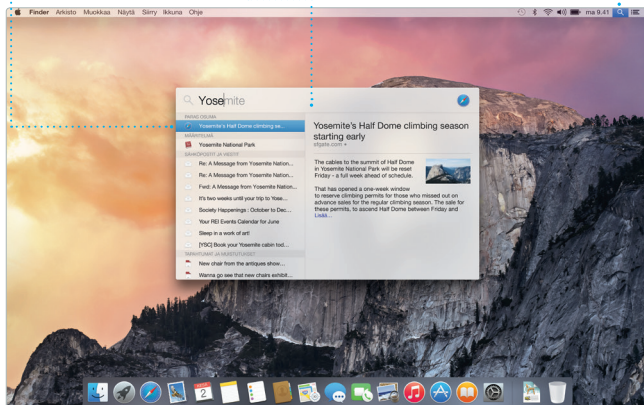 Finder Arkisto Muokkaa Näytä Siirry Ikkuna Ohje
ma 9.41
Yosemite
PARAS OSUMA
Yosemite's Half Dome climbing se...
MÄÄRITELMÄ
Yosemite National Park
SÄHKÖPOSTIT JA VIESTIT
Re: A Message from Yosemite Nation...
Re: A Message from Yosemite Nation...
Fwd: A Message from Yosemite Nation...
It's two weeks until your trip to Yose...
Society Happenings : October to Dec...
Your REI Events Calendar for June
Sleep in a work of art!
[YSC] Book your Yosemite cabin tod...
TAPAHTUMAT JA MUISTUTUKSET
New chair from the antiques show...
Wanna go see that new chairs exhibit...
Yosemite's Half Dome climbing season
starting early
sfgate.com
The cables to the summit of Half Dome
in Yosemite National Park will be reset
Friday - a full week ahead of schedule.
That has opened a one-week window
to reserve climbing permits for those who missed out on
advance sales for the regular climbing season. The sale for
these permits, to ascend Half Dome between Friday and
Lisää...
2